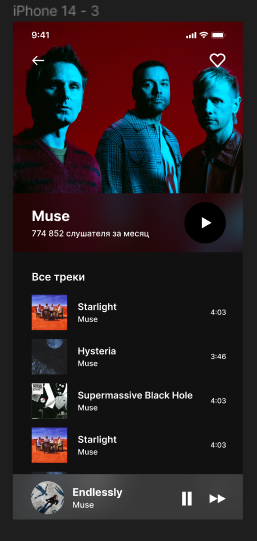 iPhone 14 - 3
9:41
Muse
774 852 слушателя за месяц
Все треки
Starlight
Muse
4:03
Hysteria
Muse
3:46
Supermassive Black Hole
Muse
4:03
Starlight
Muse
4:03
Endlessly
Muse